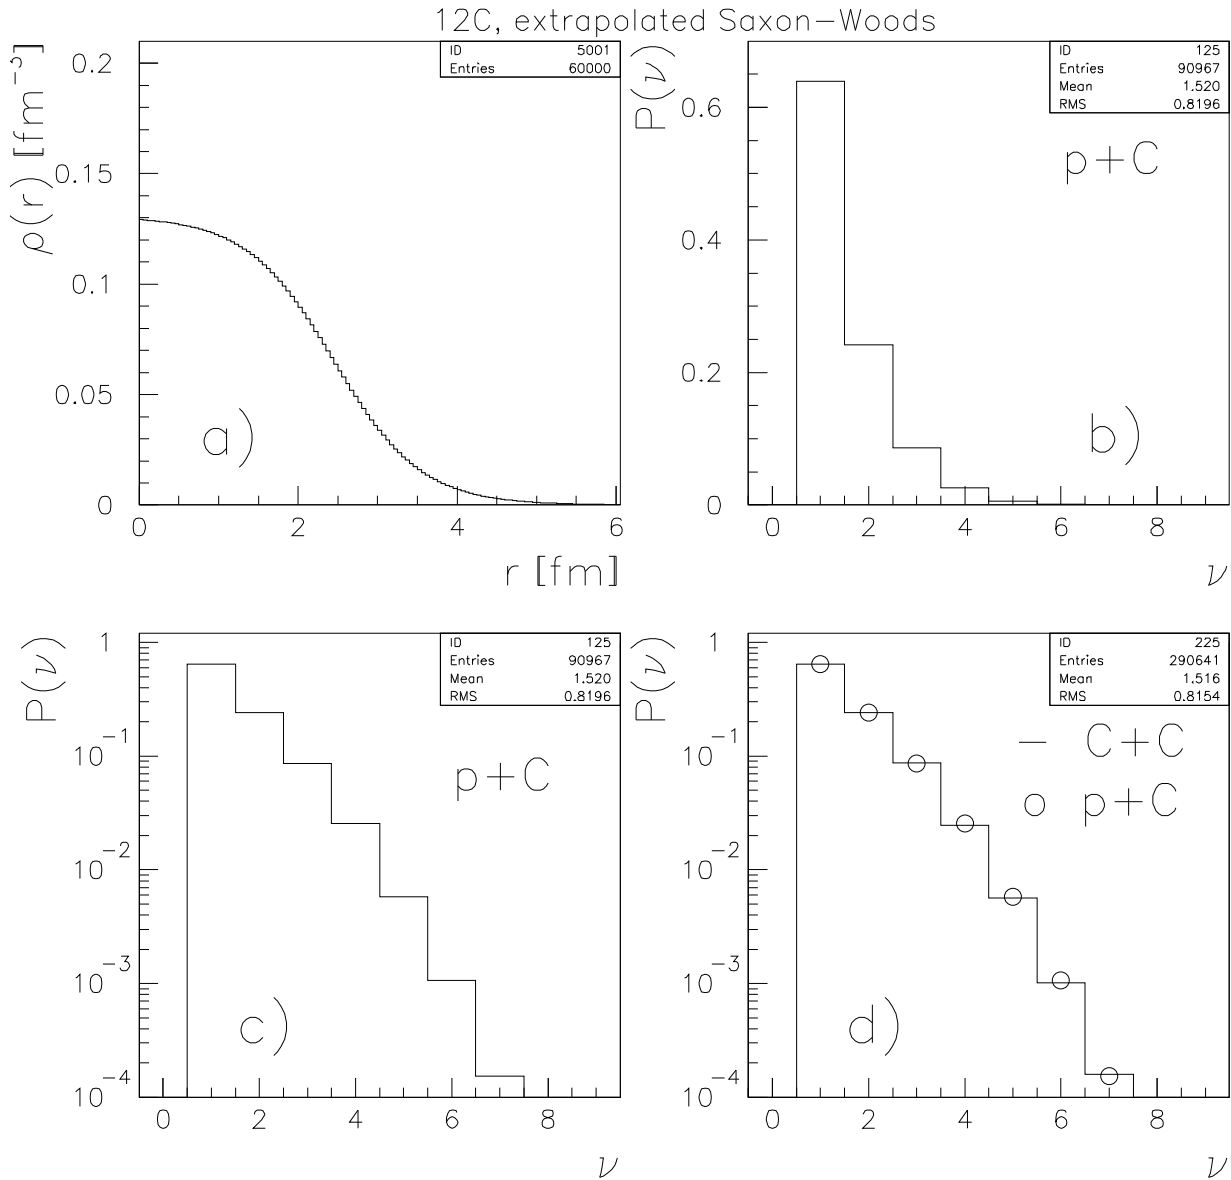 12C, extrapolated Saxon-Woods
ρ(r) [fm⁻³]
0.2
0.15
0.1
0.05
0
ID 5001
Entries 60000
a)
0 2 4 6
r [fm]
P(ν)
0.6
0.4
0.2
0
ID 125
Entries 90967
Mean 1.520
RMS 0.8196
p+C
b)
0 2 4 6 8
ν
P(ν)
1
10⁻¹
10⁻²
10⁻³
10⁻⁴
ID 125
Entries 90967
Mean 1.520
RMS 0.8196
p+C
c)
0 2 4 6 8
ν
P(ν)
1
10⁻¹
10⁻²
10⁻³
10⁻⁴
ID 225
Entries 290641
Mean 1.516
RMS 0.8154
– C+C
o p+C
d)
0 2 4 6 8
ν